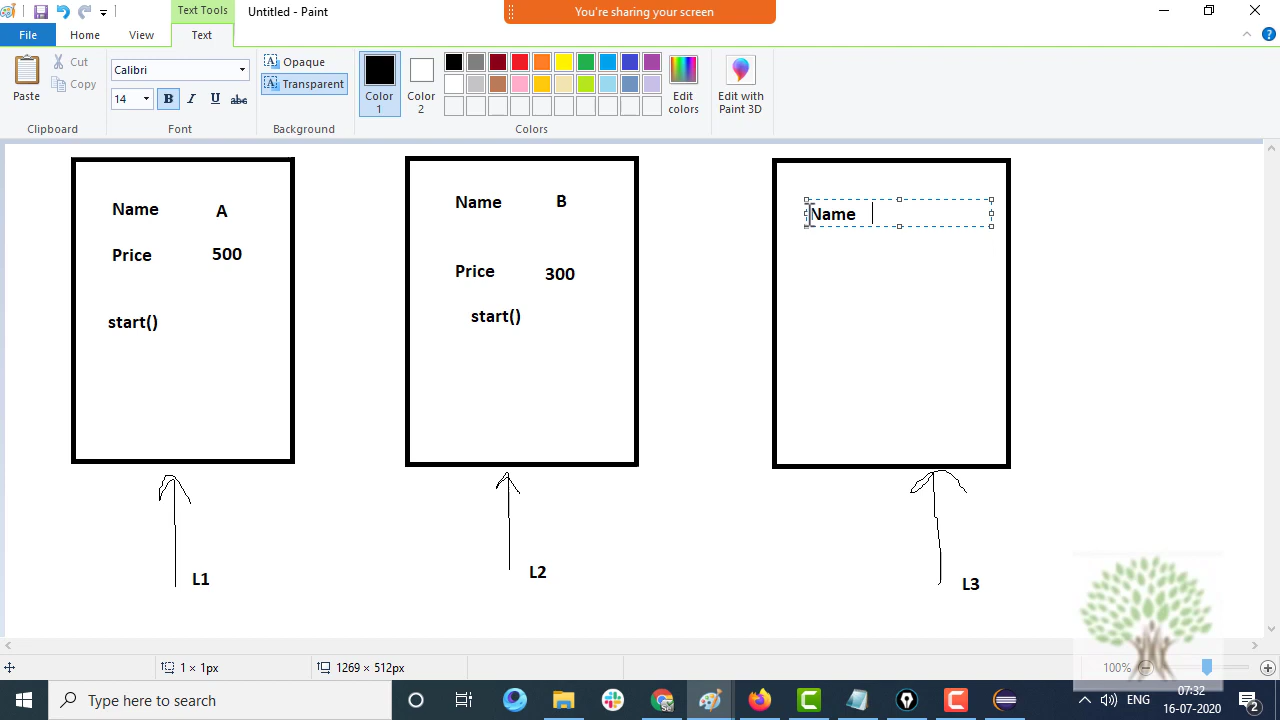 Text Tools
Untitled - Paint
You're sharing your screen
File
Home
View
Text
Paste
Cut
Copy
Clipboard
Calibri
14
B I U abc
Font
Opaque
Transparent
Background
Color 1
Color 2
Edit colors
Colors
Edit with Paint 3D
Name A
Price 500
start()
L1
Name B
Price 300
start()
L2
Name
L3
1 × 1px
1269 × 512px
100%
Type here to search
ENG
07:32
16-07-2020
2